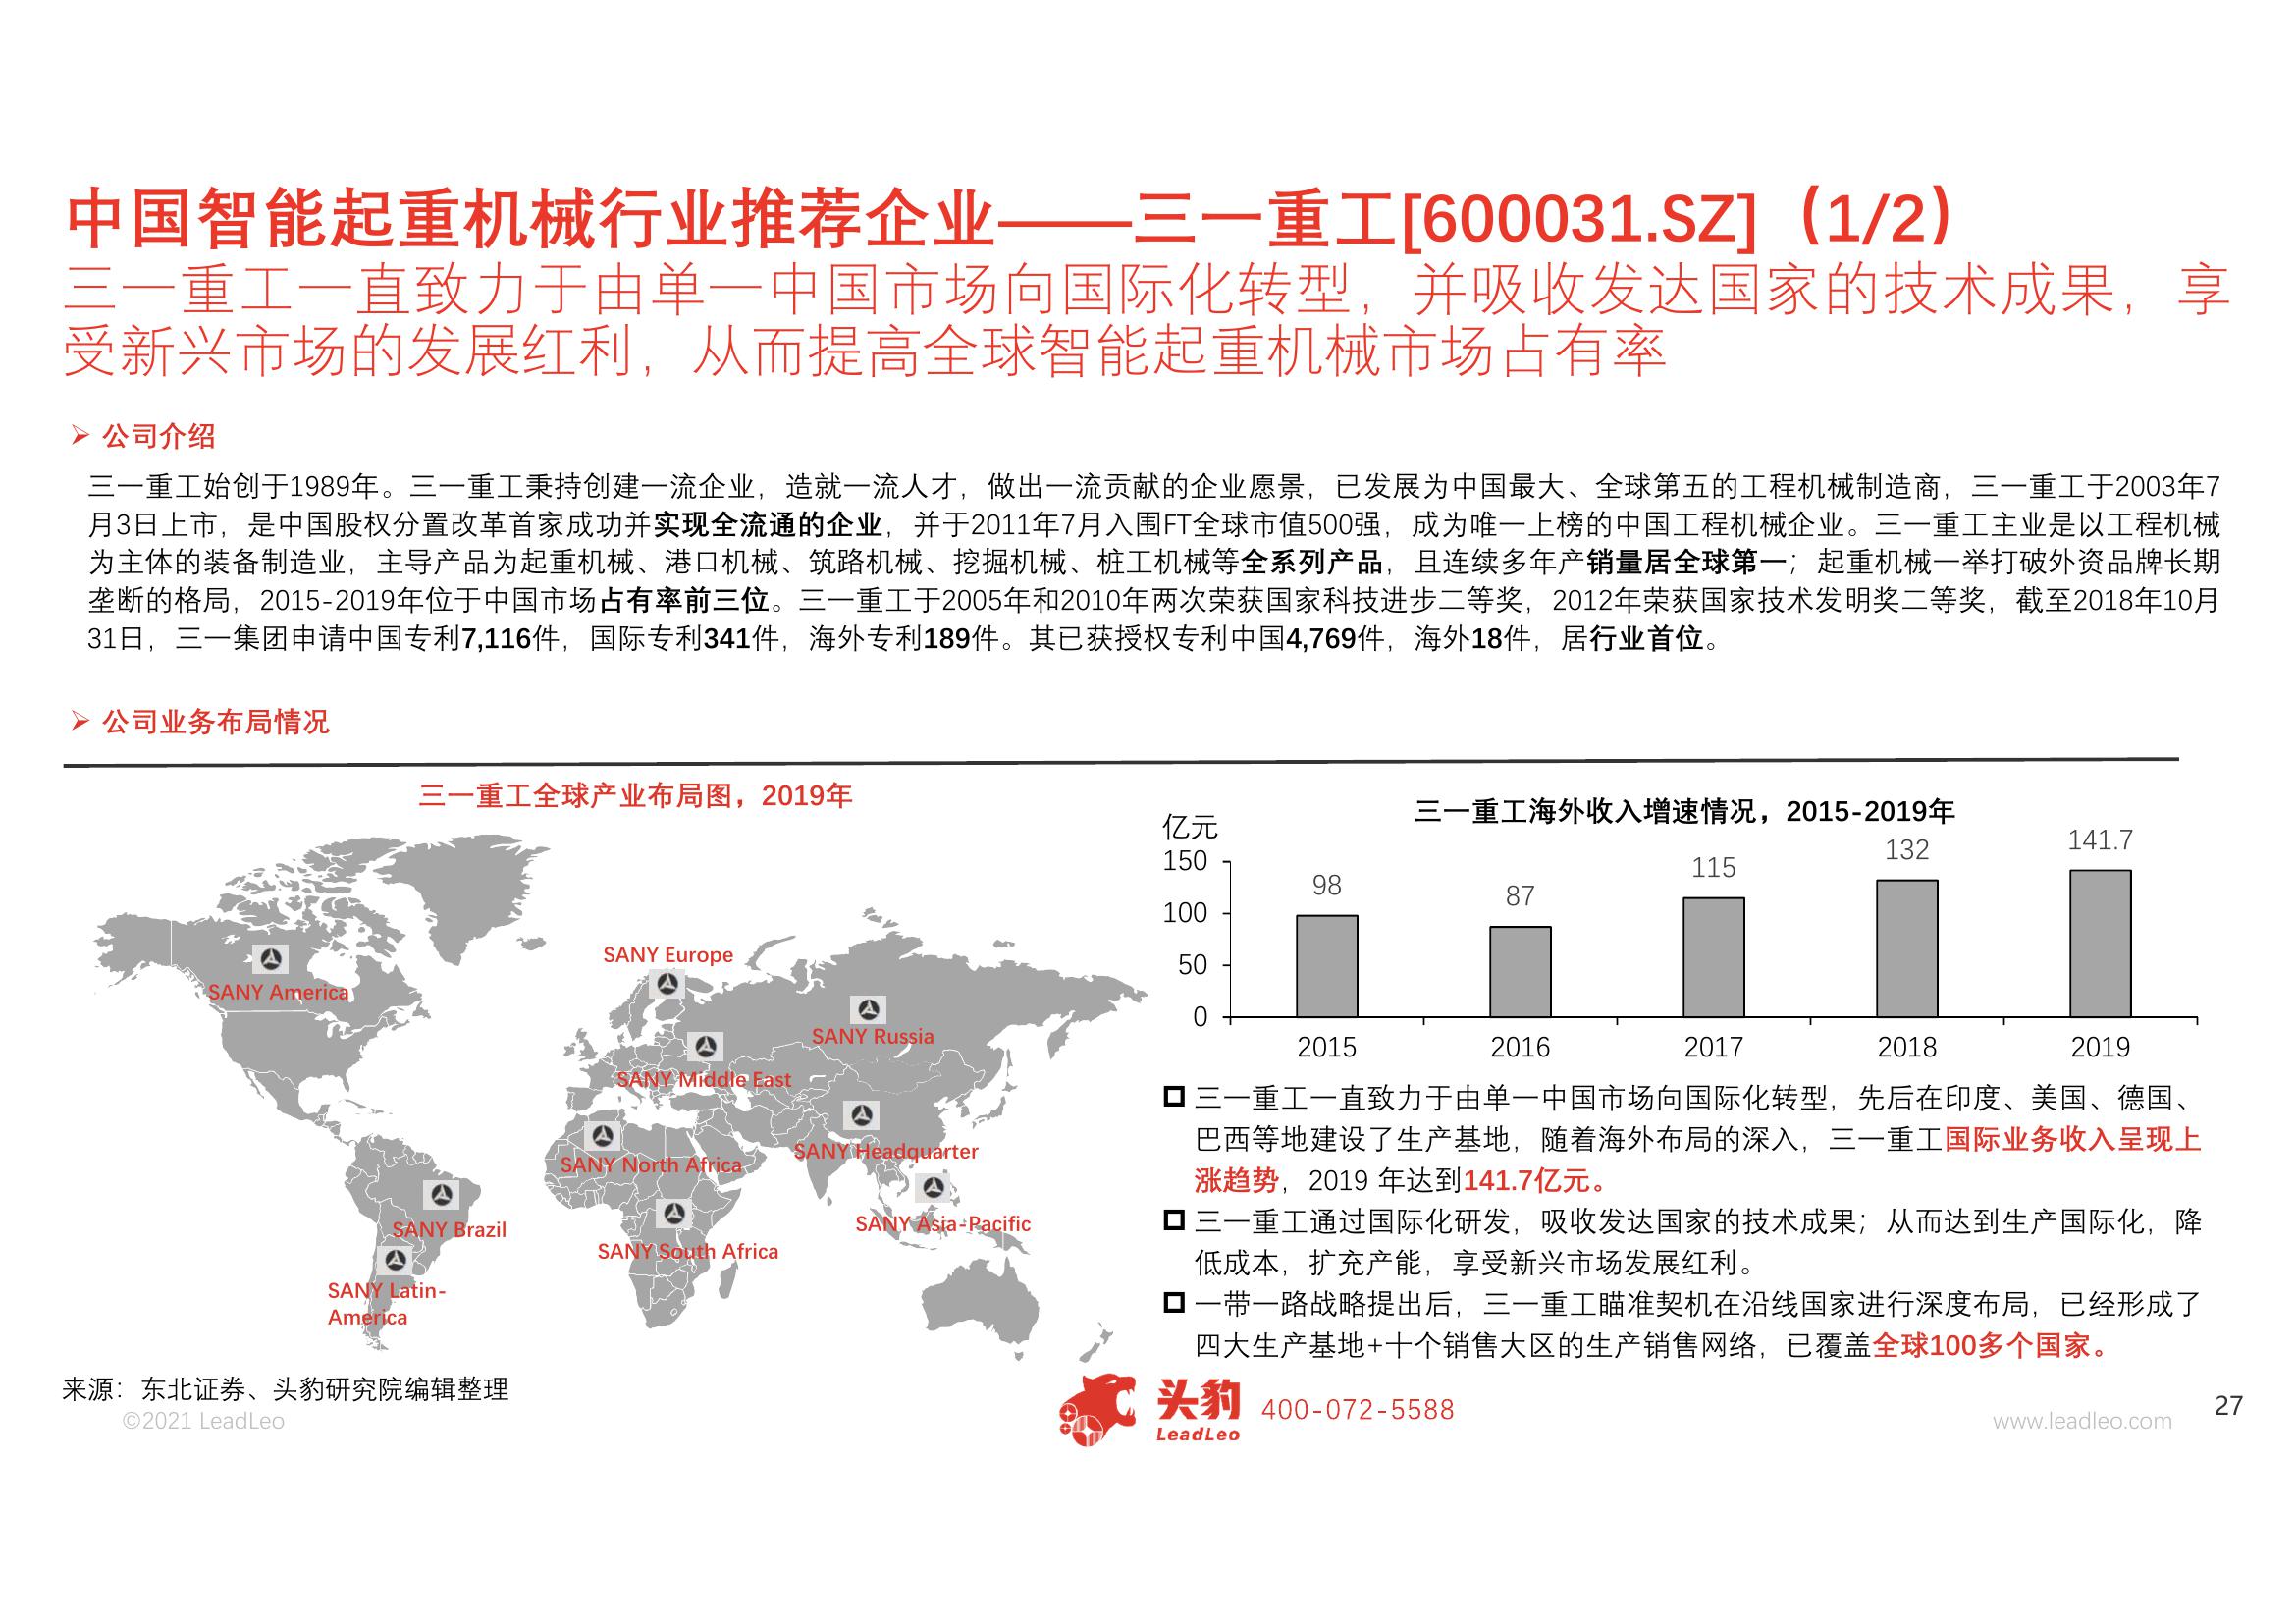 中国智能起重机械行业推荐企业——三一重工[600031.SZ]（1/2）
三一重工一直致力于由单一中国市场向国际化转型，并吸收发达国家的技术成果，享
受新兴市场的发展红利，从而提高全球智能起重机械市场占有率
➢ 公司介绍
三一重工始创于1989年。三一重工秉持创建一流企业，造就一流人才，做出一流贡献的企业愿景，已发展为中国最大、全球第五的工程机械制造商，三一重工于2003年7
月3日上市，是中国股权分置改革首家成功并实现全流通的企业，并于2011年7月入围FT全球市值500强，成为唯一上榜的中国工程机械企业。三一重工主业是以工程机械
为主体的装备制造业，主导产品为起重机械、港口机械、筑路机械、挖掘机械、桩工机械等全系列产品，且连续多年产销量居全球第一；起重机械一举打破外资品牌长期
垄断的格局，2015-2019年位于中国市场占有率前三位。三一重工于2005年和2010年两次荣获国家科技进步二等奖，2012年荣获国家技术发明奖二等奖，截至2018年10月
31日，三一集团申请中国专利7,116件，国际专利341件，海外专利189件。其已获授权专利中国4,769件，海外18件，居行业首位。
➢ 公司业务布局情况
三一重工全球产业布局图，2019年
SANY America
SANY Europe
SANY Russia
SANY Middle East
SANY Headquarter
SANY North Africa
SANY Asia-Pacific
SANY Brazil
SANY South Africa
SANY Latin-
America
三一重工海外收入增速情况，2015-2019年
亿元
150
100
50
0
98
87
115
132
141.7
2015
2016
2017
2018
2019
三一重工一直致力于由单一中国市场向国际化转型，先后在印度、美国、德国、
巴西等地建设了生产基地，随着海外布局的深入，三一重工国际业务收入呈现上
涨趋势，2019 年达到141.7亿元。
三一重工通过国际化研发，吸收发达国家的技术成果；从而达到生产国际化，降
低成本，扩充产能，享受新兴市场发展红利。
一带一路战略提出后，三一重工瞄准契机在沿线国家进行深度布局，已经形成了
四大生产基地+十个销售大区的生产销售网络，已覆盖全球100多个国家。
来源：东北证券、头豹研究院编辑整理
©2021 LeadLeo
头豹
LeadLeo
400-072-5588
www.leadleo.com
27